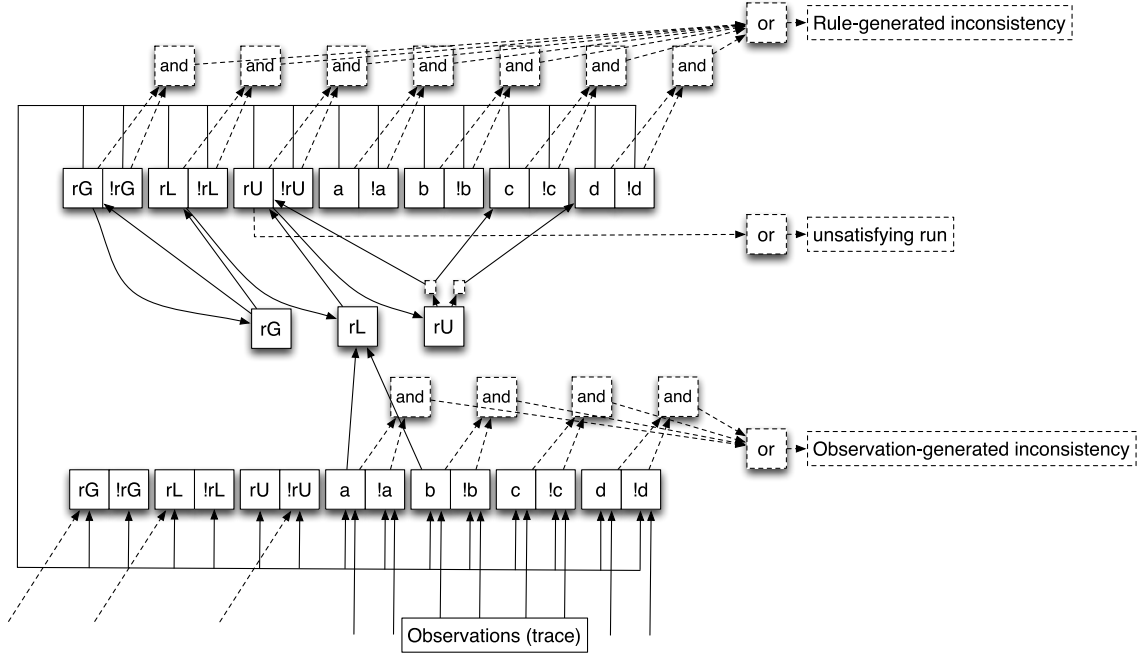 or Rule-generated inconsistency
and and and and and and and
rG !rG rL !rL rU !rU a !a b !b c !c d !d
or unsatisfying run
rG rL rU
and and and and
or Observation-generated inconsistency
rG !rG rL !rL rU !rU a !a b !b c !c d !d
Observations (trace)